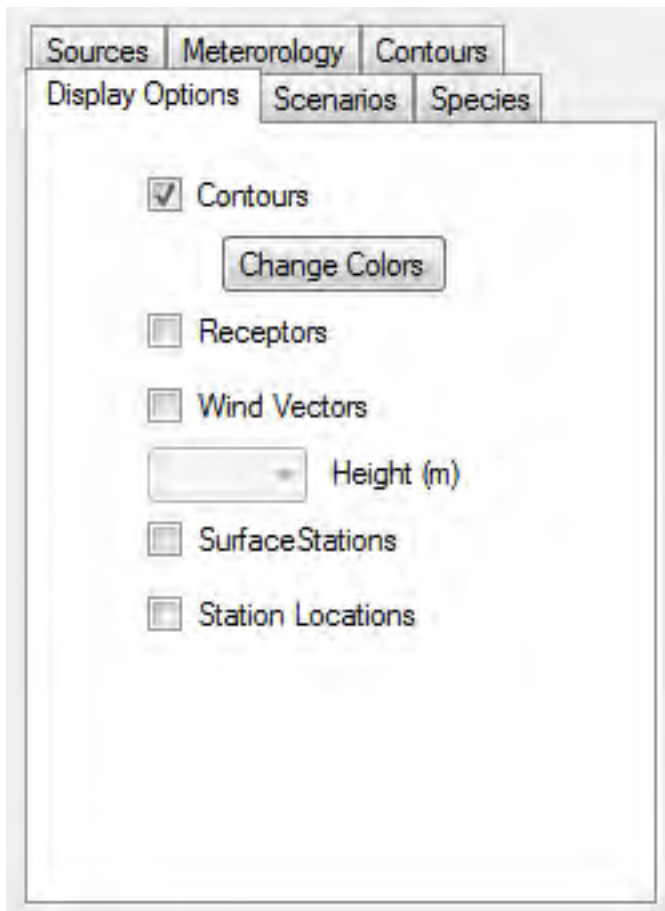 Sources Meterorology Contours
Display Options Scenarios Species
Contours
Change Colors
Receptors
Wind Vectors
Height (m)
SurfaceStations
Station Locations